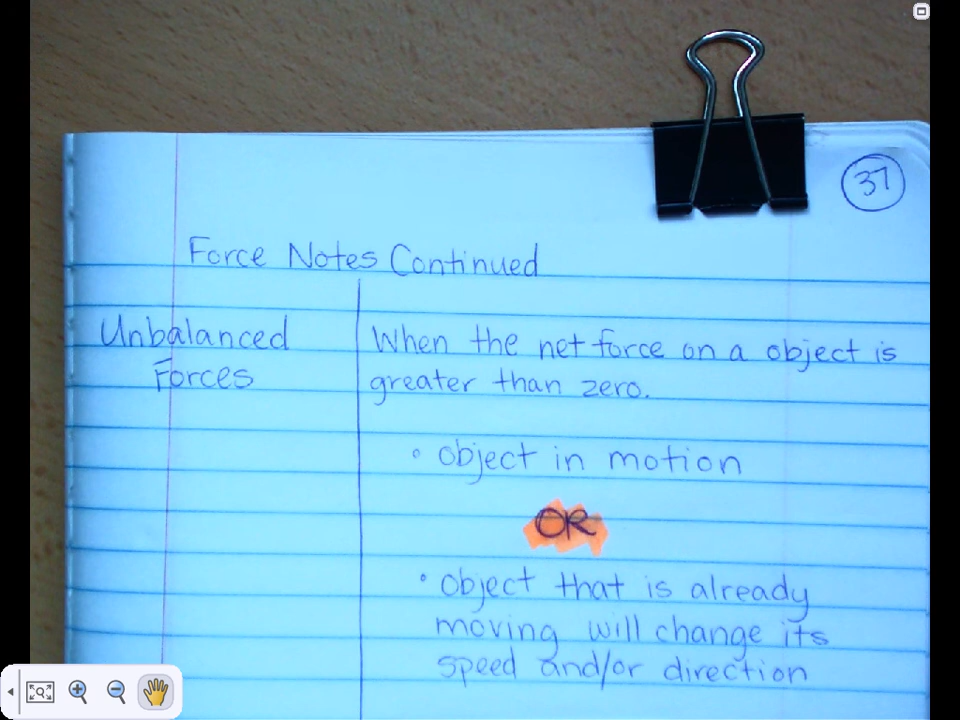 37
Force Notes Continued
Unbalanced
Forces
When the net force on a object is
greater than zero.
• object in motion
OR
• object that is already
moving will change its
speed and/or direction